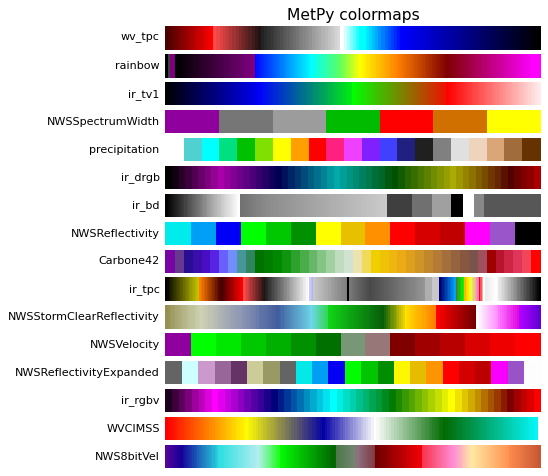 MetPy colormaps
wv_tpc
rainbow
ir_tv1
NWSSpectrumWidth
precipitation
ir_drgb
ir_bd
NWSReflectivity
Carbone42
ir_tpc
NWSStormClearReflectivity
NWSVelocity
NWSReflectivityExpanded
ir_rgbv
WVCIMSS
NWS8bitVel